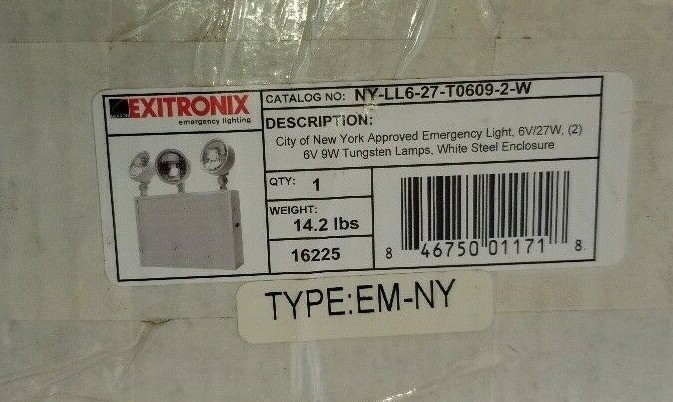 EXITRONIX
emergency lighting
CATALOG NO: NY-LL6-27-T0609-2-W
DESCRIPTION:
City of New York Approved Emergency Light, 6V/27W, (2)
6V 9W Tungsten Lamps, White Steel Enclosure
QTY: 1
WEIGHT:
14.2 lbs
16225
8 46750 01171 8
TYPE:EM-NY